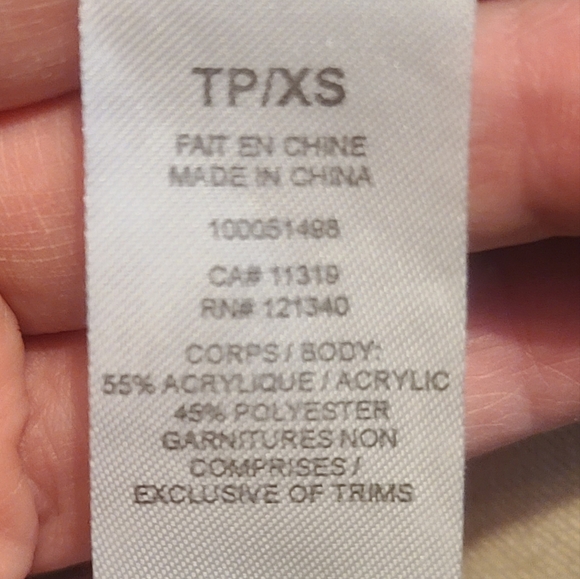 TP/XS
FAIT EN CHINE
MADE IN CHINA
100051498
CA# 11319
RN# 121340
CORPS / BODY:
55% ACRYLIQUE / ACRYLIC
45% POLYESTER
GARNITURES NON
COMPRISES /
EXCLUSIVE OF TRIMS